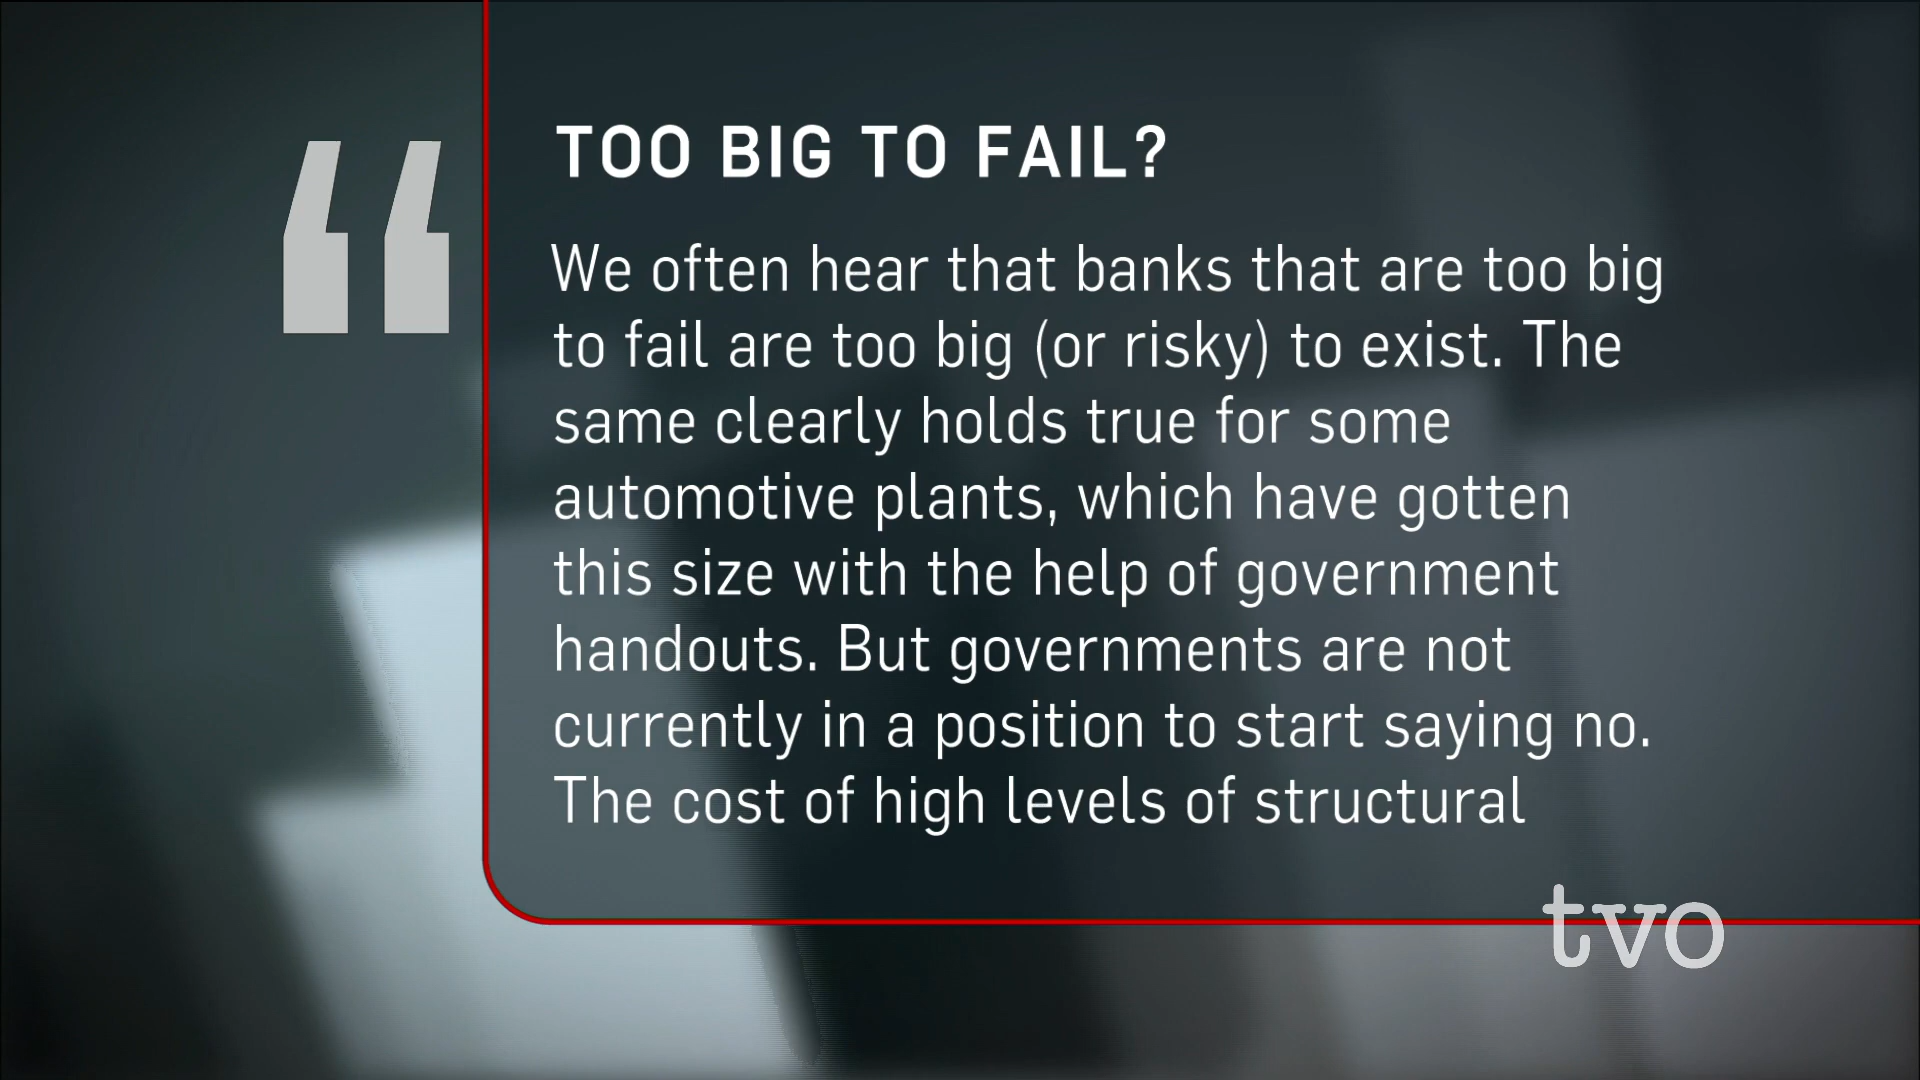 “
TOO BIG TO FAIL?
We often hear that banks that are too big
to fail are too big (or risky) to exist. The
same clearly holds true for some
automotive plants, which have gotten
this size with the help of government
handouts. But governments are not
currently in a position to start saying no.
The cost of high levels of structural
tvo